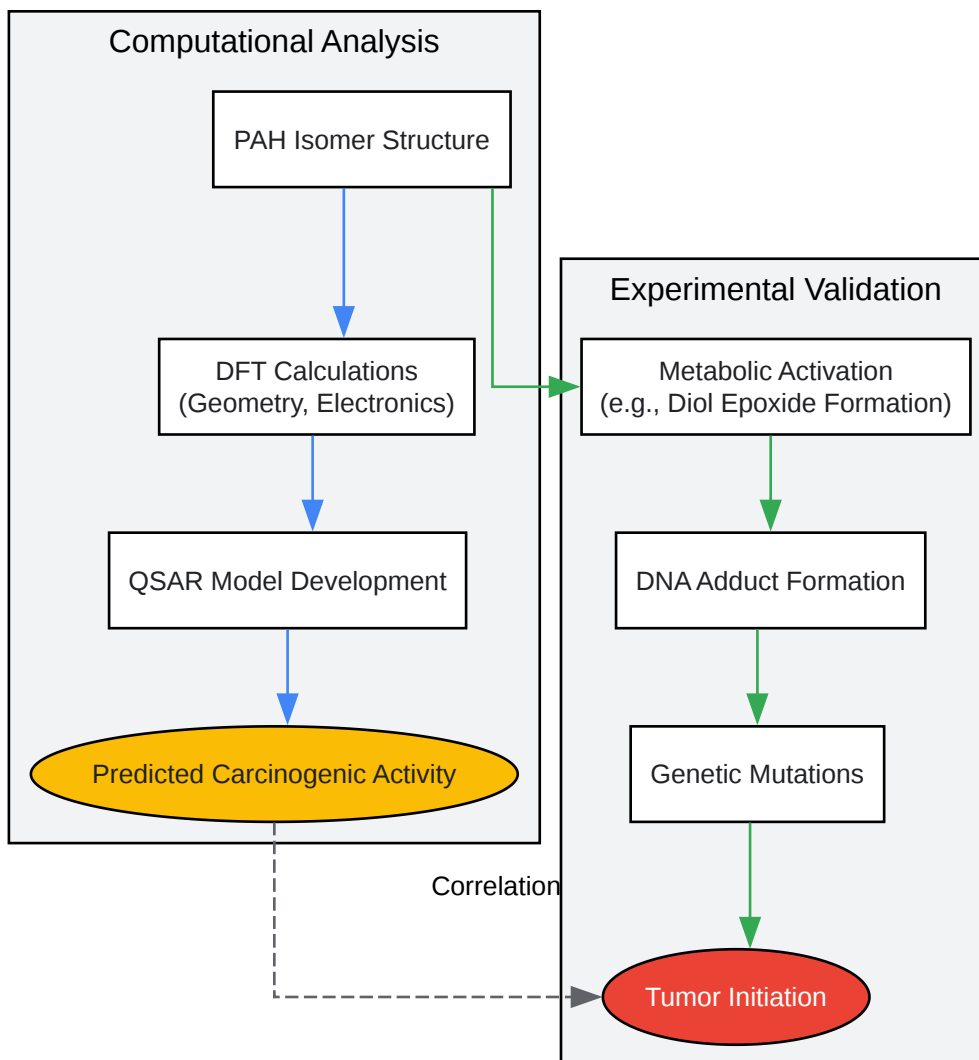 Computational Analysis
PAH Isomer Structure
DFT Calculations
(Geometry, Electronics)
QSAR Model Development
Predicted Carcinogenic Activity
Correlation
Experimental Validation
Metabolic Activation
(e.g., Diol Epoxide Formation)
DNA Adduct Formation
Genetic Mutations
Tumor Initiation